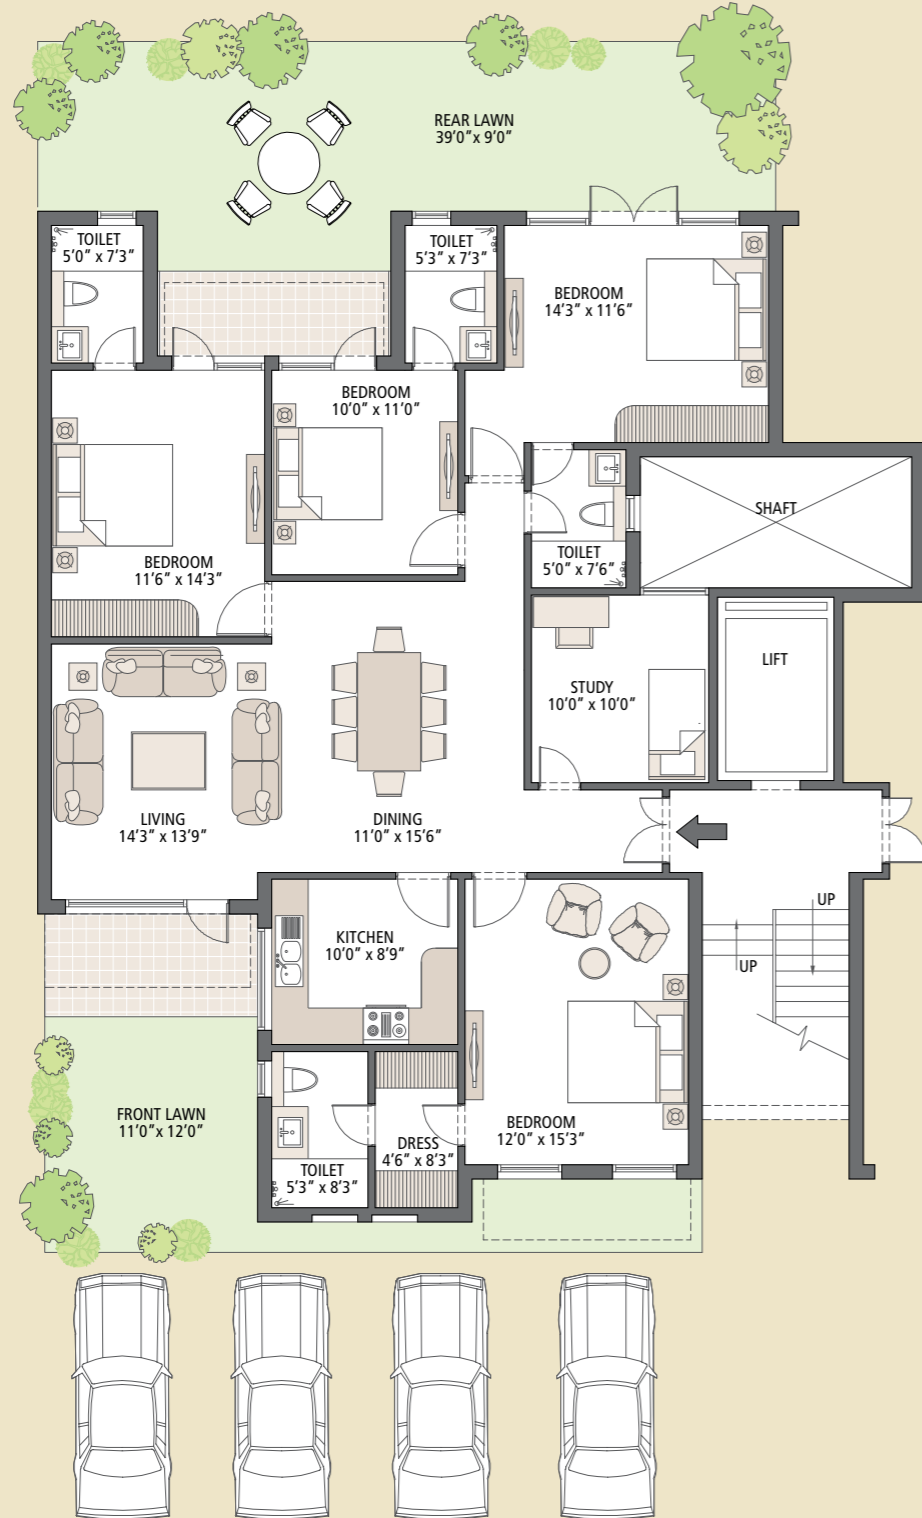 REAR LAWN
39'0"x 9'0"
TOILET
5'0" x 7'3"
TOILET
5'3" x 7'3"
BEDROOM
14'3" x 11'6"
BEDROOM
10'0" x 11'0"
BEDROOM
11'6" x 14'3"
SHAFT
TOILET
5'0" x 7'6"
LIFT
STUDY
10'0" x 10'0"
LIVING
14'3" x 13'9"
DINING
11'0" x 15'6"
UP
UP
KITCHEN
10'0" x 8'9"
FRONT LAWN
11'0"x 12'0"
BEDROOM
12'0" x 15'3"
DRESS
4'6" x 8'3"
TOILET
5'3" x 8'3"